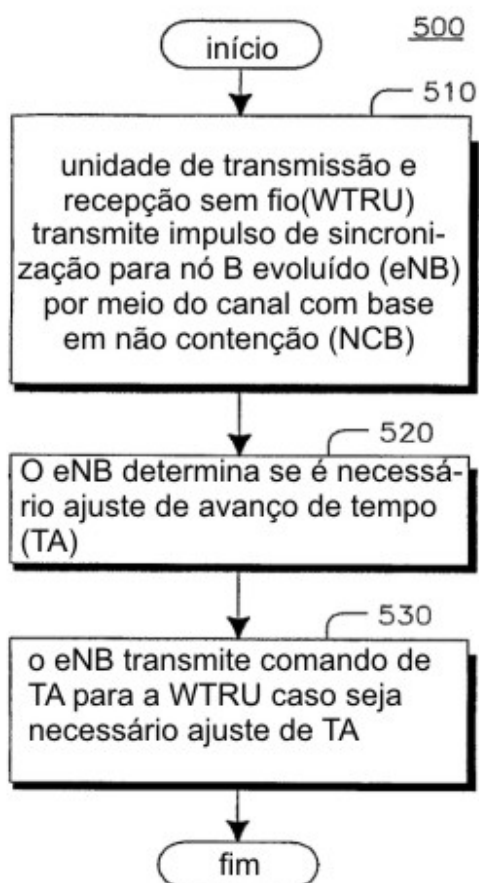 início
500
510
unidade de transmissão e
recepção sem fio(WTRU)
transmite impulso de sincroni-
zação para nó B evoluído (eNB)
por meio do canal com base
em não contenção (NCB)
520
O eNB determina se é necessá-
rio ajuste de avanço de tempo
(TA)
530
o eNB transmite comando de
TA para a WTRU caso seja
necessário ajuste de TA
fim